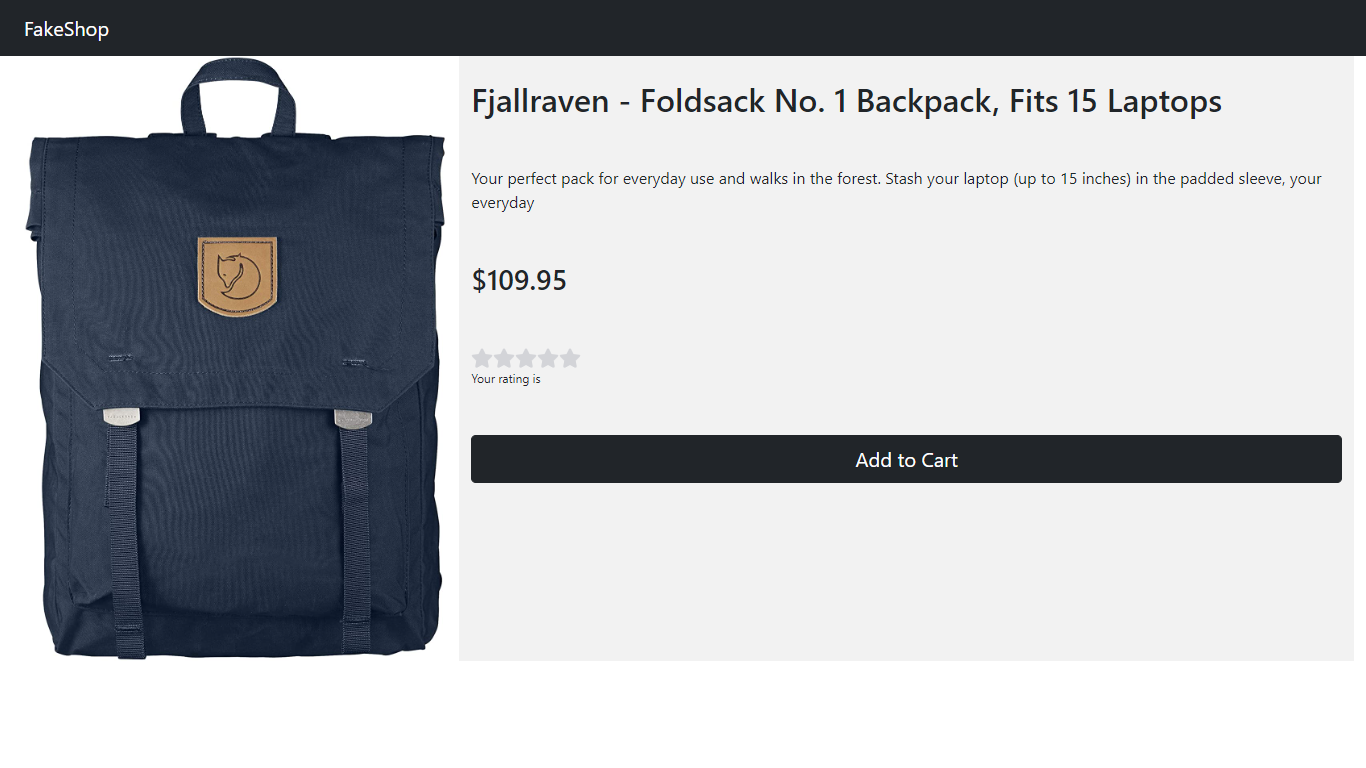 FakeShop
Fjallraven - Foldsack No. 1 Backpack, Fits 15 Laptops
Your perfect pack for everyday use and walks in the forest. Stash your laptop (up to 15 inches) in the padded sleeve, your
everyday
$109.95
Your rating is
Add to Cart